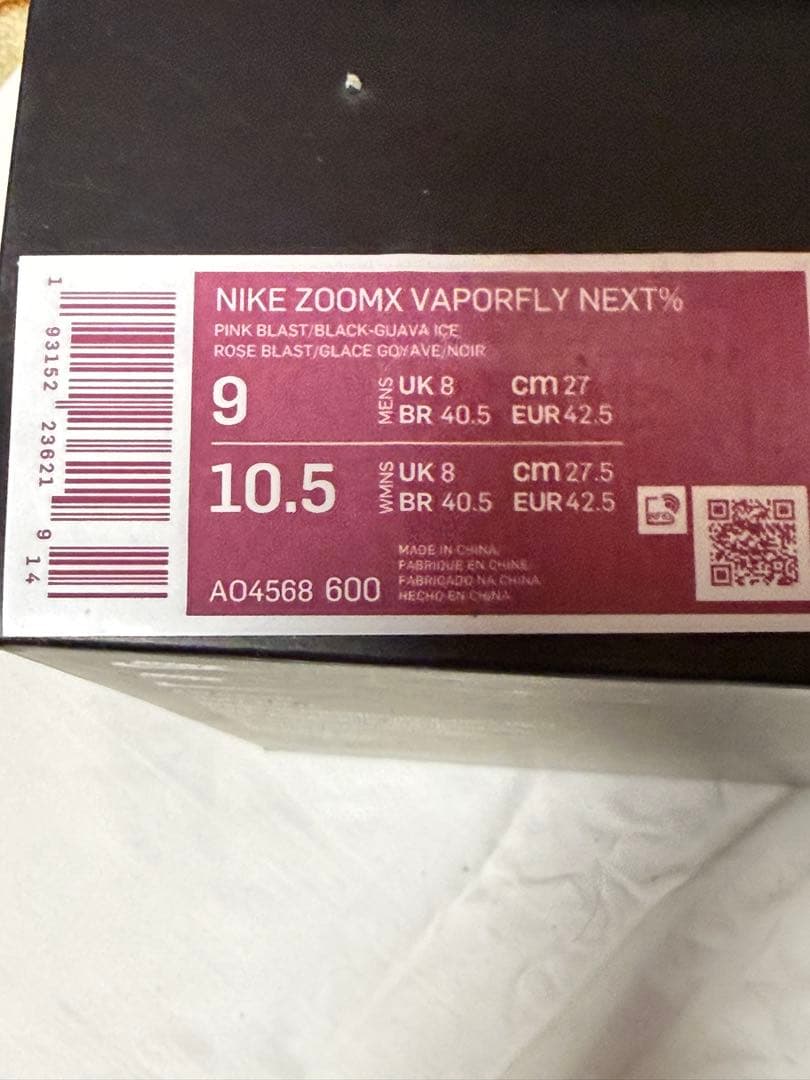 NIKE ZOOMX VAPORFLY NEXT%
PINK BLAST/BLACK-GUAVA ICE
ROSE BLAST/GLACE GOYAVE/NOIR
9
MENS
UK 8 cm 27
BR 40.5 EUR 42.5
10.5
WMNS
UK 8 cm 27.5
BR 40.5 EUR 42.5
AO4568 600
MADE IN CHINA
FABRIQUE EN CHINE
FABRICADO NA CHINA
HECHO EN CHINA
RFID
1 93152 23621 9 14